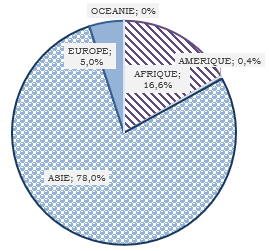 OCEANIE; 0%
EUROPE;
5,0%
AMERIQUE; 0,4%
AFRIQUE;
16,6%
ASIE; 78,0%